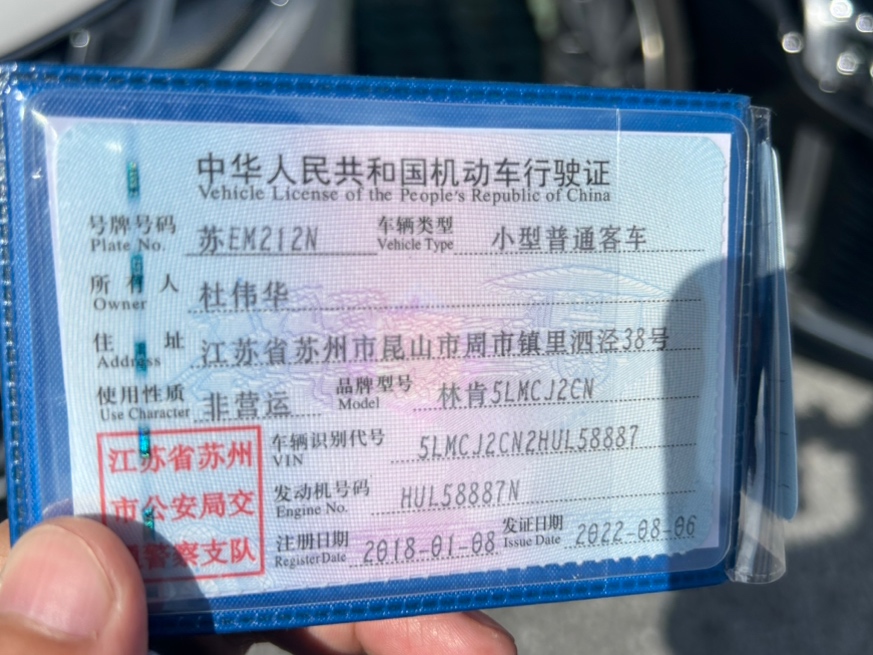 中华人民共和国机动车行驶证
Vehicle License of the People's Republic of China
号牌号码 苏EM212N 车辆类型 小型普通客车
Plate No. Vehicle Type
所有人 杜伟华
Owner
住址 江苏省苏州市昆山市周市镇里泗泾38号
Address
使用性质 非营运 品牌型号 林肯5LMCJ2CN
Use Character Model
江苏省苏州
市公安局交
警察支队
车辆识别代号 5LMCJ2CN2HUL58887
VIN
发动机号码 HUL58887N
Engine No.
注册日期 2018-01-08 发证日期 2022-08-06
Register Date Issue Date